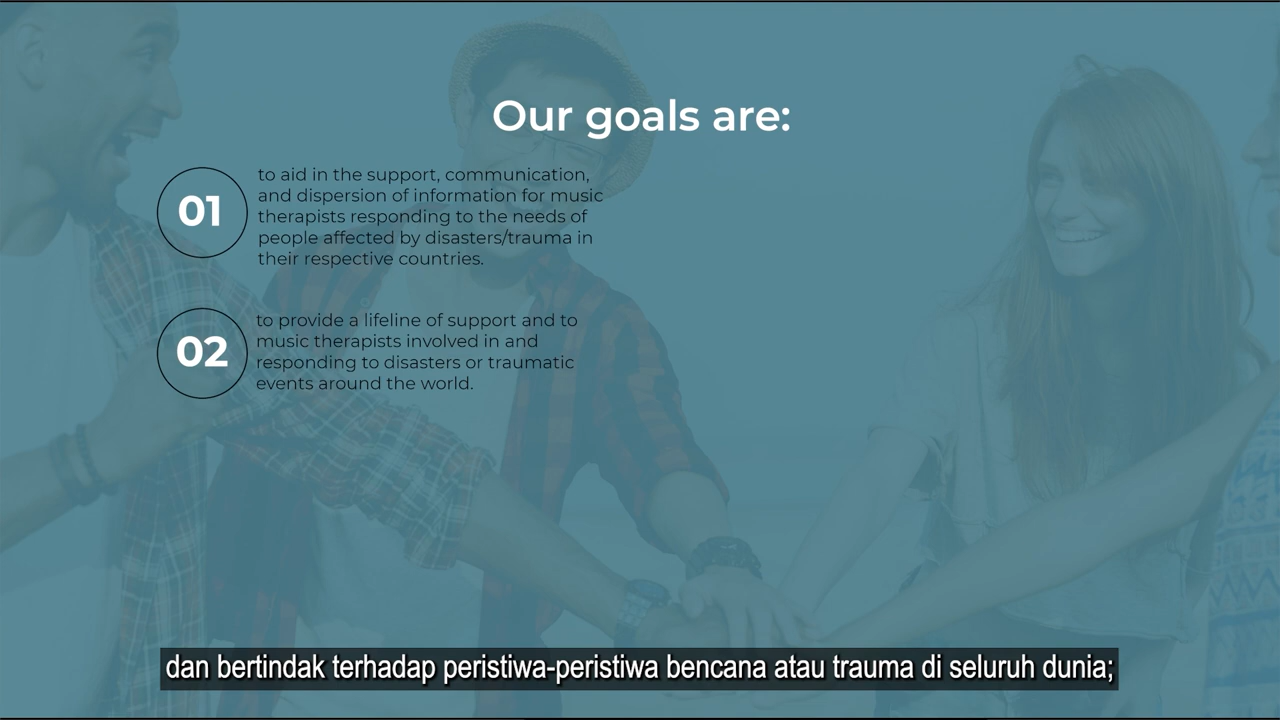 Our goals are:
01
to aid in the support, communication,
and dispersion of information for music
therapists responding to the needs of
people affected by disasters/trauma in
their respective countries.
02
to provide a lifeline of support and to
music therapists involved in and
responding to disasters or traumatic
events around the world.
dan bertindak terhadap peristiwa-peristiwa bencana atau trauma di seluruh dunia;